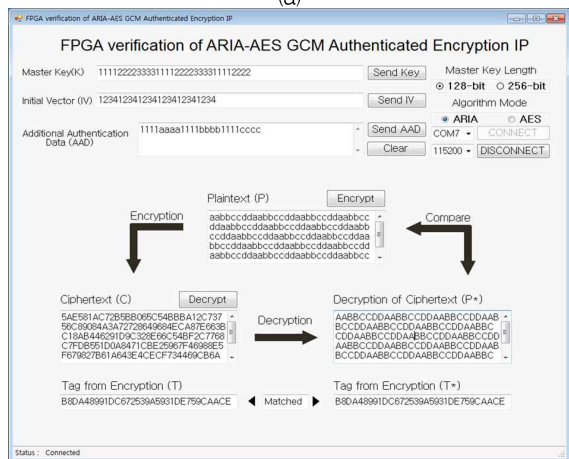 (a)
FPGA verification of ARIA-AES GCM Authenticated Encryption IP
FPGA verification of ARIA-AES GCM Authenticated Encryption IP
Master Key(K) 11112222333311112222333311112222 Send Key Master Key Length
128-bit 256-bit
Initial Vector (IV) 123412341234123412341234 Send IV Algorithm Mode
ARIA AES
Additional Authentication Data (AAD) 1111aaaa1111bbbb1111cccc Send AAD COM7 CONNECT
Clear 115200 DISCONNECT
Plaintext (P) Encrypt
Encryption Compare
aabbccddaabbccddaabbccddaabbcc
ddaabbccddaabbccddaabbccddaabb
ccddaabbccddaabbccddaabbccddaa
bbccddaabbccddaabbccddaabbccdd
aabbccddaabbccddaabbccddaabbcc
Ciphertext (C) Decrypt
5AE581AC72B5BB065C54BBBA12C737
56C89084A3A72728649684ECA87E663B
C18AB446291D9C328E66C54BF2C7768
C7FDB551D0A8471CBE25967F46988E5
F679827B61A643E4CECF734469CB6A
Decryption
Decryption of Ciphertext (P*)
AABBCCDDAABBCCDDAABBCCDDAAB
BCCDDAABBCCDDAABBCCDDAABBC
CDDAABBCCDDAABBCCDDAABBCCDD
AABBCCDDAABBCCDDAABBCCDDAAB
BCCDDAABBCCDDAABBCCDDAABBC
Tag from Encryption (T) Tag from Encryption (T*)
B8DA48991DC672539A5931DE759CAACE Matched B8DA48991DC672539A5931DE759CAACE
Status : Connected